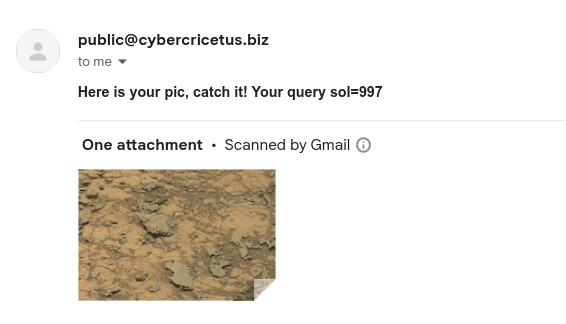 public@cybercricetus.biz
to me
Here is your pic, catch it! Your query sol=997
One attachment • Scanned by Gmail